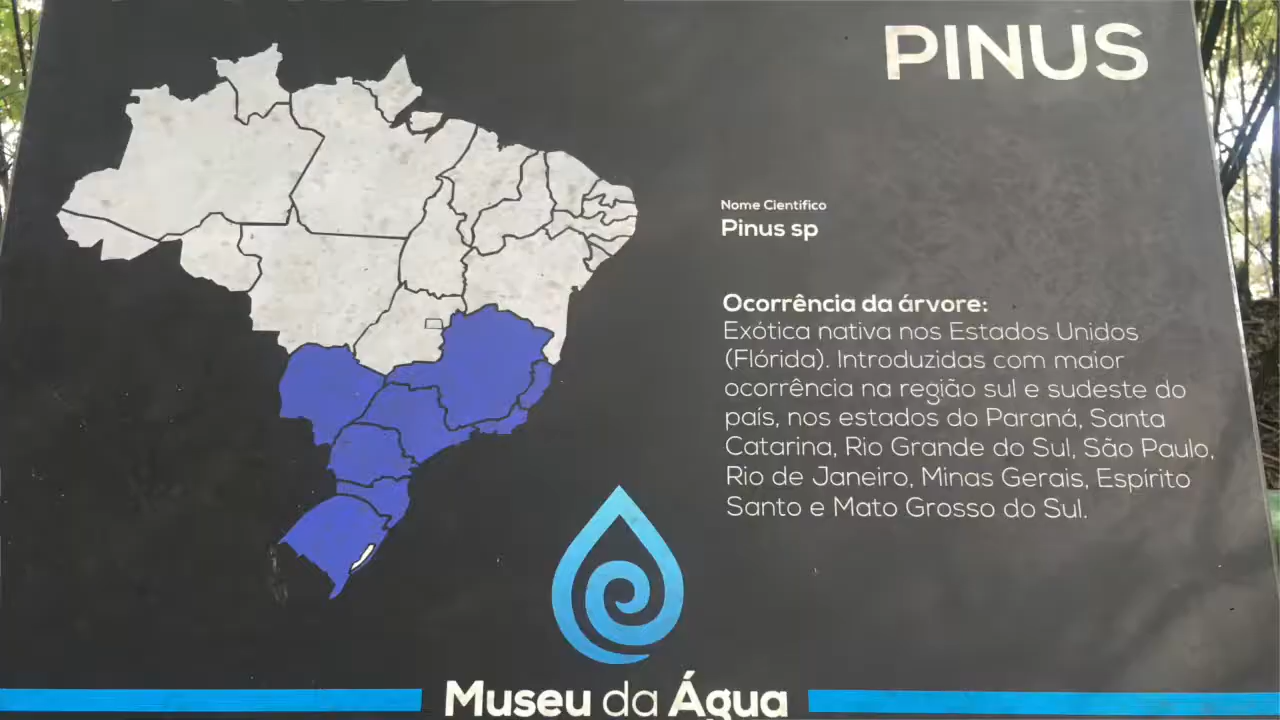 PINUS
Nome Cientifico
Pinus sp
Ocorrência da árvore:
Exótica nativa nos Estados Unidos
(Flórida). Introduzidas com maior
ocorrência na região sul e sudeste do
país, nos estados do Paraná, Santa
Catarina, Rio Grande do Sul, São Paulo,
Rio de Janeiro, Minas Gerais, Espírito
Santo e Mato Grosso do Sul.
Museu da Água